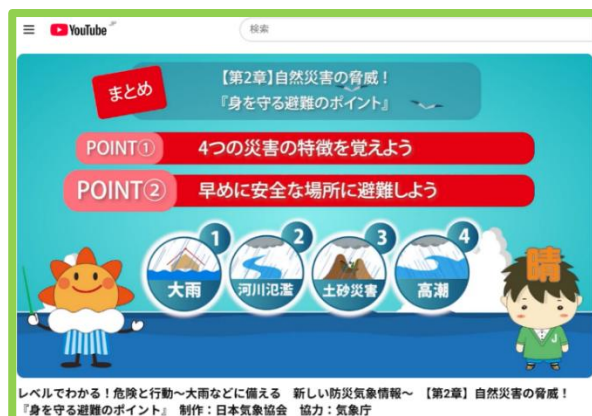 YouTube JP
検索
まとめ
【第2章】自然災害の脅威!
『身を守る避難のポイント』
POINT① 4つの災害の特徴を覚えよう
POINT② 早めに安全な場所に避難しよう
1 2 3 4
大雨 河川氾濫 土砂災害 高潮
晴
J
レベルでわかる!危険と行動~大雨などに備える 新しい防災気象情報~ 【第2章】自然災害の脅威!
『身を守る避難のポイント』 制作:日本気象協会 協力:気象庁